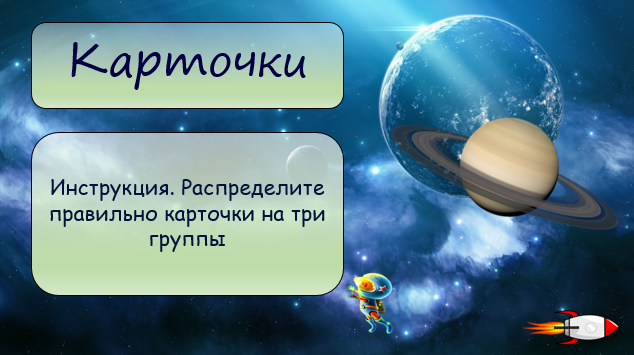 Карточки
Инструкция. Распределите
правильно карточки на три
группы